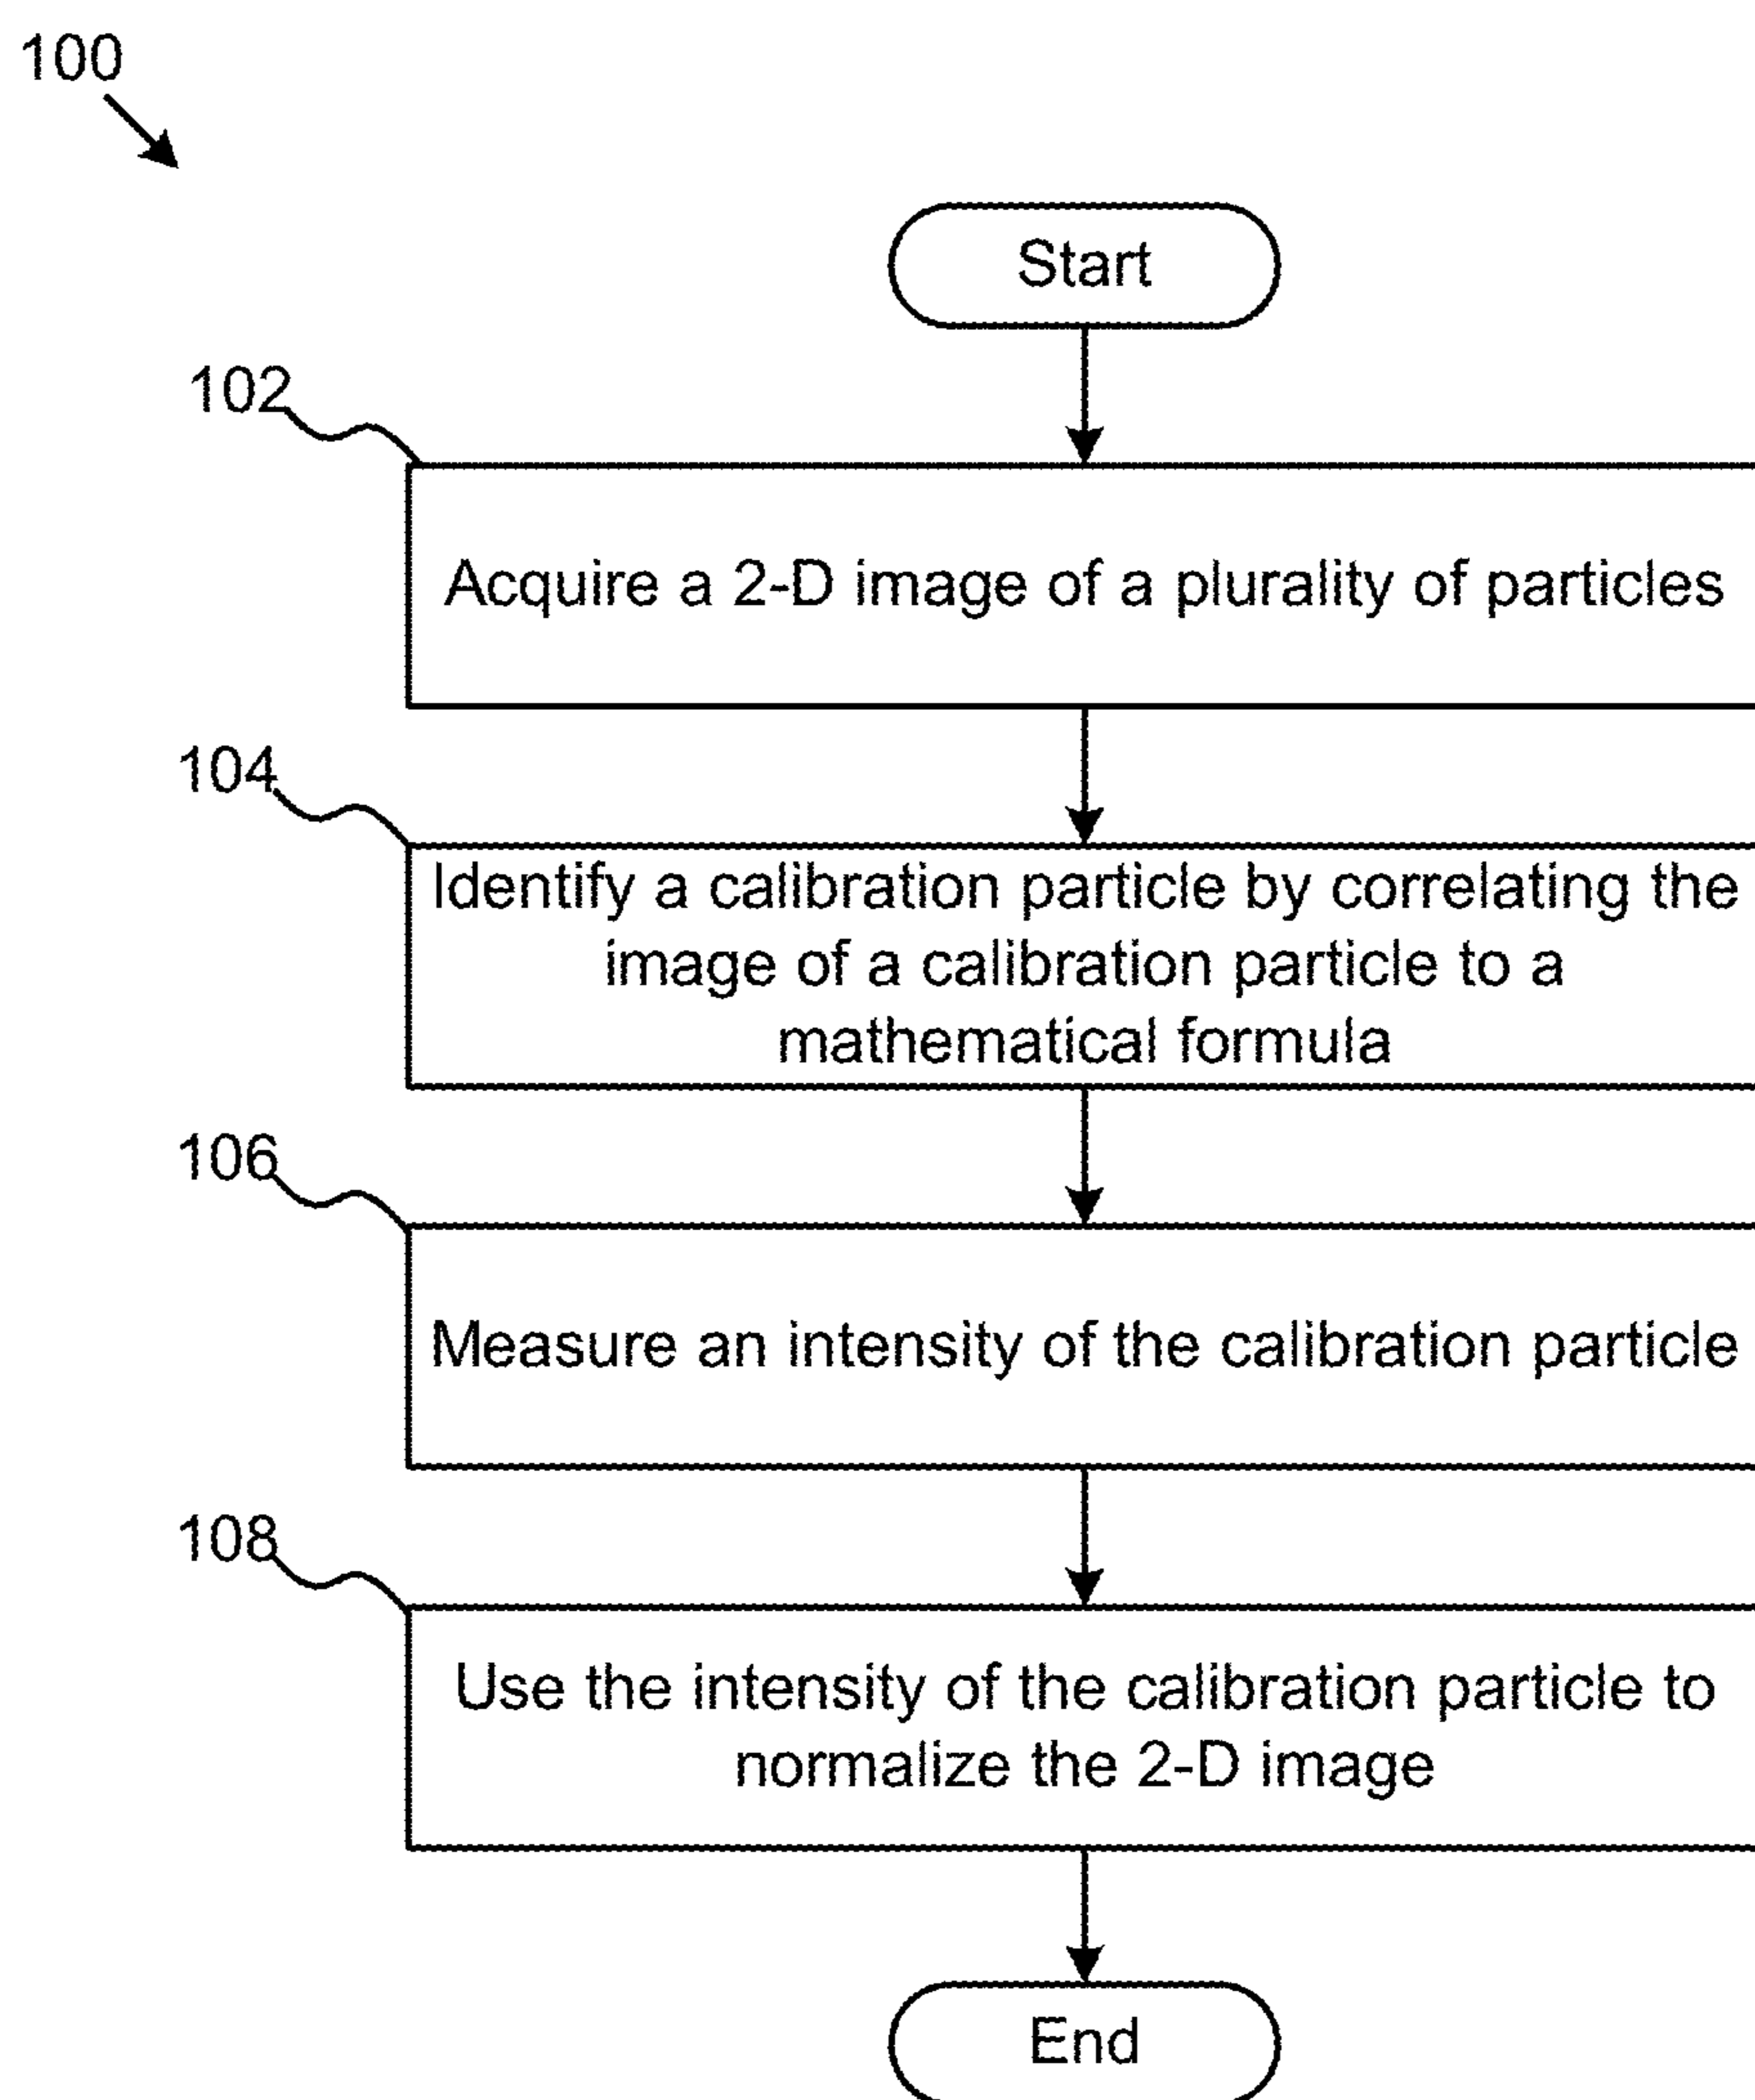 100
Start
102
Acquire a 2-D image of a plurality of particles
104
Identify a calibration particle by correlating the
image of a calibration particle to a
mathematical formula
106
Measure an intensity of the calibration particle
108
Use the intensity of the calibration particle to
normalize the 2-D image
End